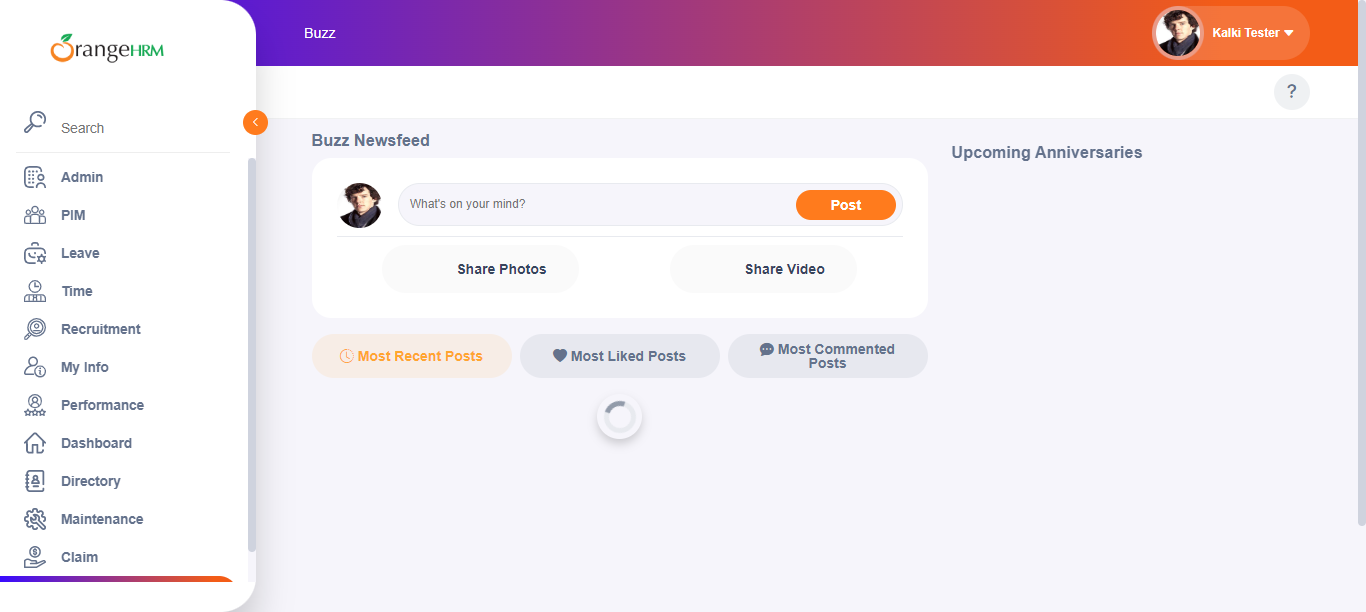 OrangeHRM
Buzz
Kalki Tester
?
Search
Admin
PIM
Leave
Time
Recruitment
My Info
Performance
Dashboard
Directory
Maintenance
Claim
Buzz Newsfeed
What's on your mind?
Post
Share Photos
Share Video
Most Recent Posts
Most Liked Posts
Most Commented
Posts
Upcoming Anniversaries